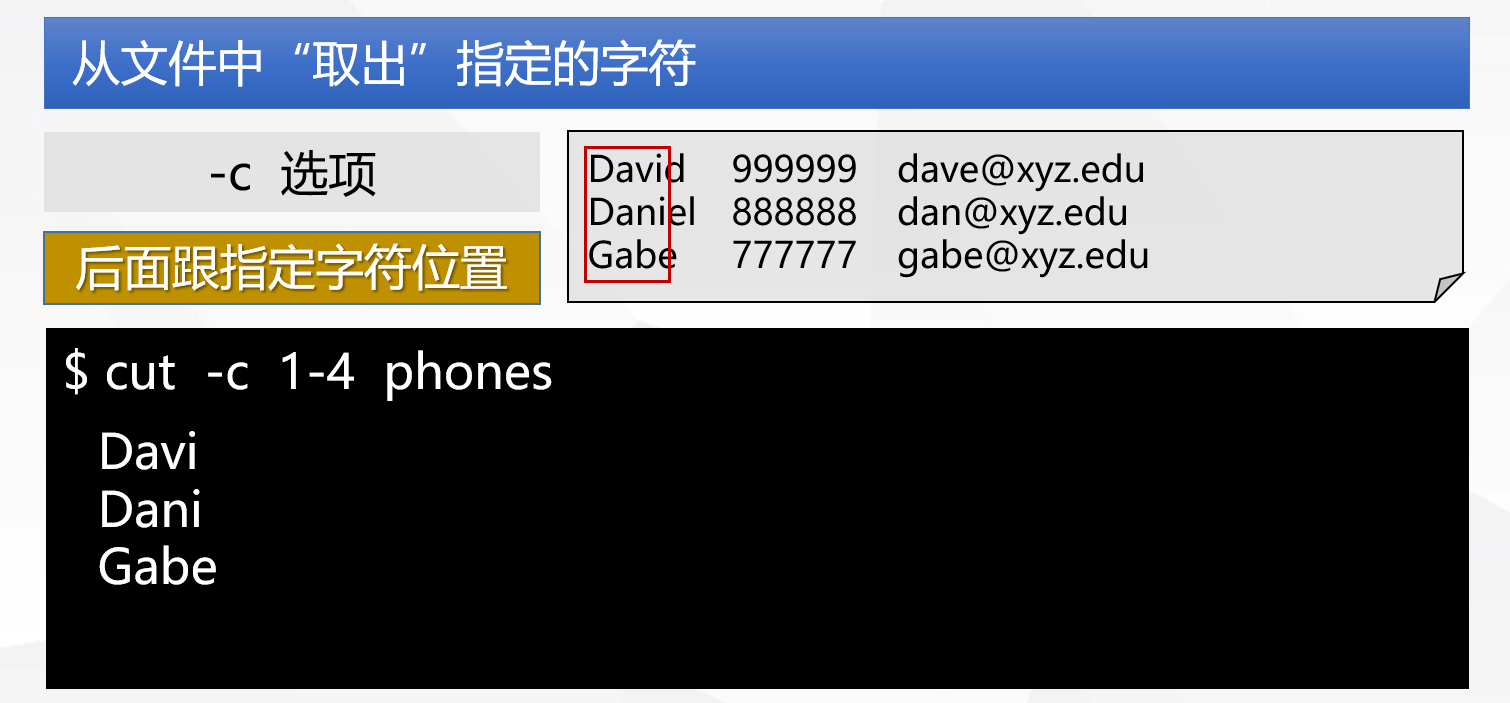 从文件中“取出”指定的字符
-c 选项
后面跟指定字符位置
David 999999 dave@xyz.edu
Daniel 888888 dan@xyz.edu
Gabe 777777 gabe@xyz.edu
$ cut -c 1-4 phones
Davi
Dani
Gabe